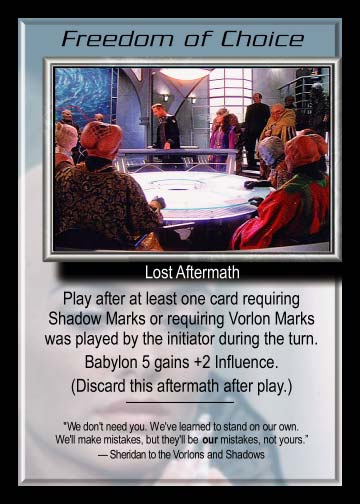 Freedom of Choice
Lost Aftermath
Play after at least one card requiring
Shadow Marks or requiring Vorlon Marks
was played by the initiator during the turn.
Babylon 5 gains +2 Influence.
(Discard this aftermath after play.)
"We don't need you. We've learned to stand on our own.
We'll make mistakes, but they'll be our mistakes, not yours."
— Sheridan to the Vorlons and Shadows